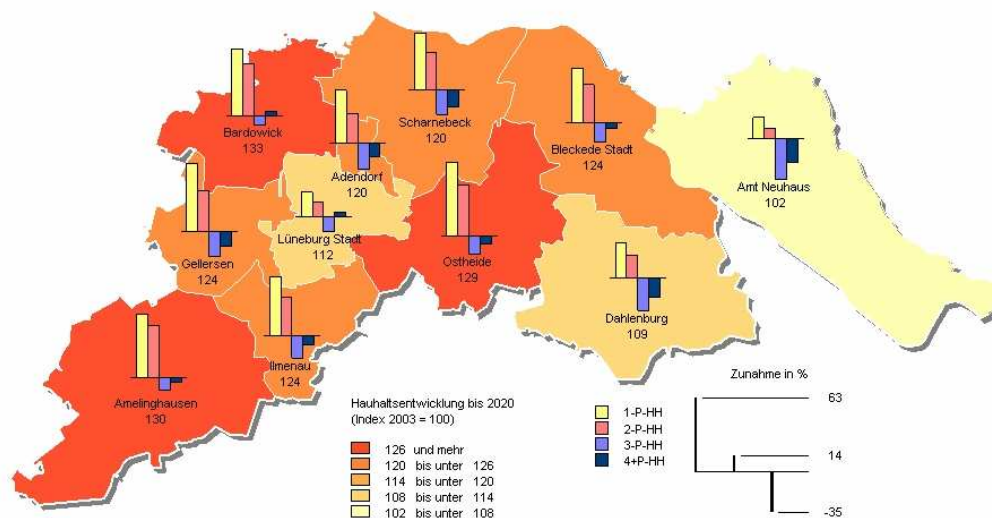 Scharnebeck
120
Bardowick
133
Bleckede Stadt
124
Adendorf
120
Amt Neuhaus
102
Lüneburg Stadt
112
Gellersen
124
Ostheide
129
Dahlenburg
109
Ilmenau
124
Amelinghausen
130
Hauhaltsentwicklung bis 2020
(Index 2003 = 100)
126 und mehr
120 bis unter 126
114 bis unter 120
108 bis unter 114
102 bis unter 108
1-P-HH
2-P-HH
3-P-HH
4+P-HH
Zunahme in %
63
14
-35